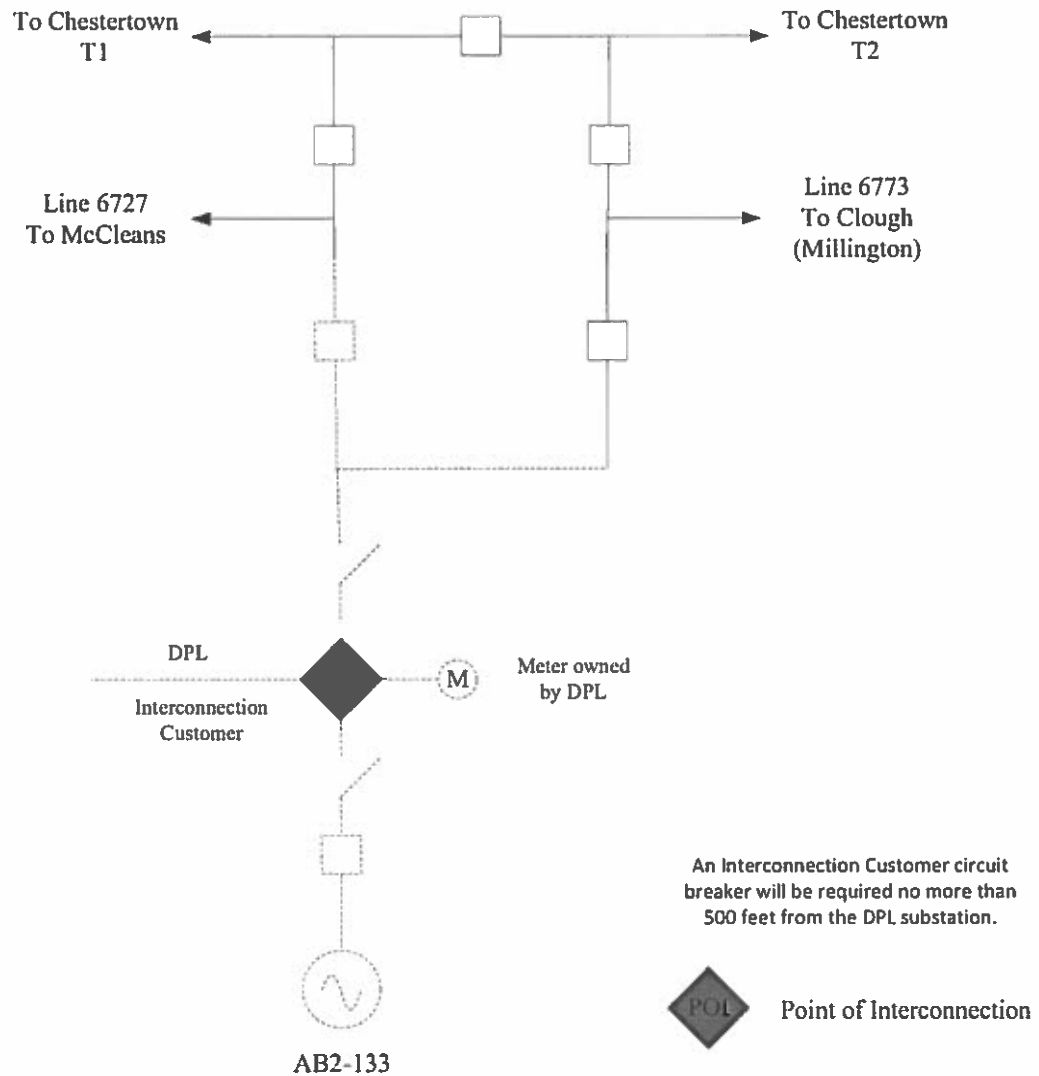 To Chestertown
T1
To Chestertown
T2
Line 6727
To McCleans
Line 6773
To Clough
(Millington)
DPL
Interconnection
Customer
M
Meter owned
by DPL
An Interconnection Customer circuit
breaker will be required no more than
500 feet from the DPL substation.
POI
Point of Interconnection
AB2-133